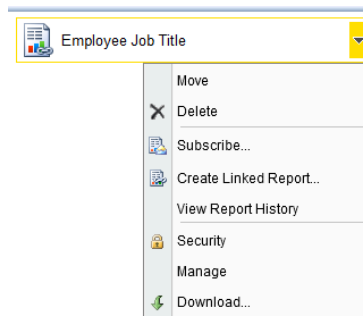 Employee Job Title
Move
Delete
Subscribe...
Create Linked Report...
View Report History
Security
Manage
Download...